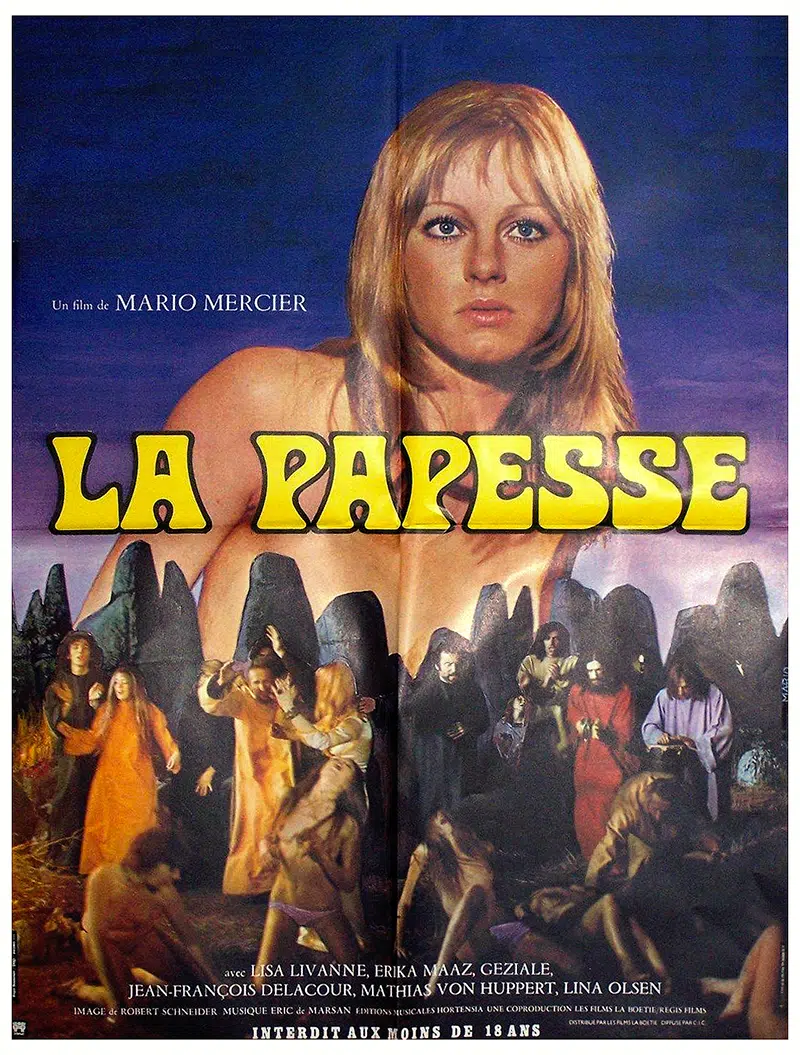 Un film de MARIO MERCIER
LA PAPESSE
MARIO
avec LISA LIVANNE, ERIKA MAAZ, GEZIALE,
JEAN-FRANÇOIS DELACOUR, MATHIAS VON HUPPERT, LINA OLSEN
IMAGE de ROBERT SCHNEIDER MUSIQUE ERIC de MARSAN EDITIONS MUSICALES HORTENSIA UNE COPRODUCTION LES FILMS LA BOETIE/REGIS FILMS
DISTRIBUE PAR LES FILMS LA BOETIE DIFFUSE PAR C.I.C.
INTERDIT AUX MOINS DE 18 ANS